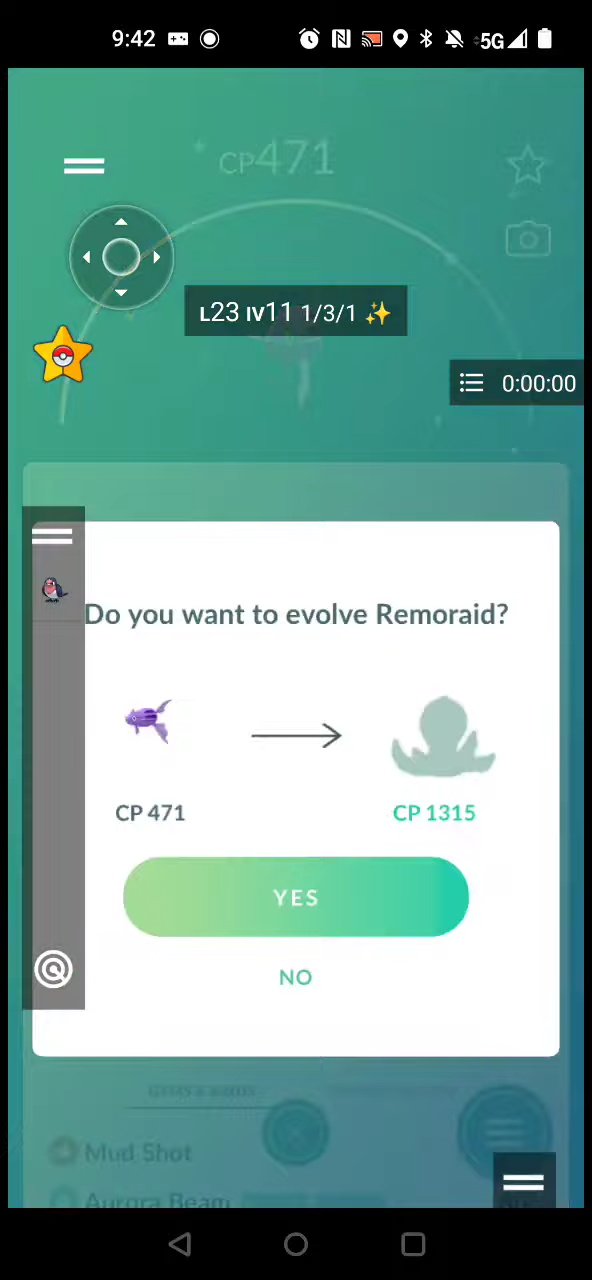 9:42 5G
CP471
L23 IV11 1/3/1 ✨
0:00:00
Do you want to evolve Remoraid?
CP 471 CP 1315
YES
NO
Mud Shot
Aurora Beam